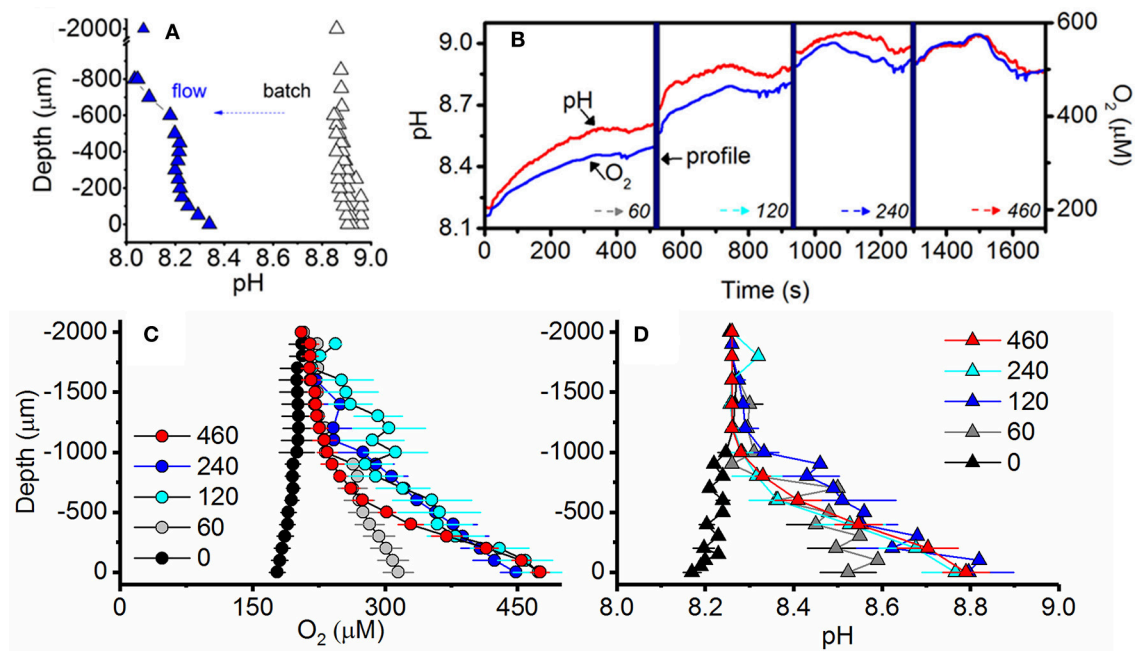 A
-2000
-800
-600
-400
-200
0
Depth (µm)
flow
batch
8.0 8.2 8.4 8.6 8.8 9.0
pH
B
9.0
8.7
8.4
8.1
pH
600
400
200
O2 (µM)
pH
O2
profile
60
120
240
460
0 200 400 600 800 1000 1200 1400 1600
Time (s)
C
-2000
-1500
-1000
-500
0
Depth (µm)
460
240
120
60
0
0 150 300 450
O2 (µM)
D
-2000
-1500
-1000
-500
0
460
240
120
60
0
8.0 8.2 8.4 8.6 8.8 9.0
pH